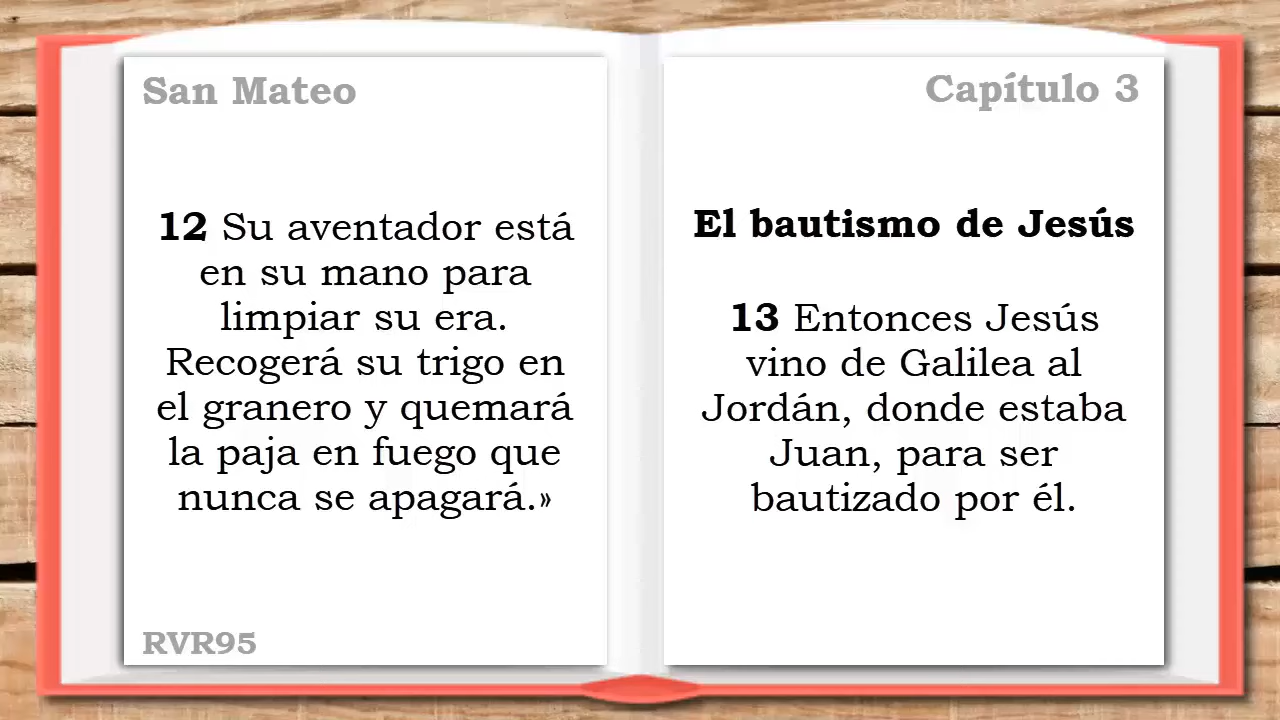 San Mateo
12 Su aventador está
en su mano para
limpiar su era.
Recogerá su trigo en
el granero y quemará
la paja en fuego que
nunca se apagará.»
RVR95
Capítulo 3
El bautismo de Jesús
13 Entonces Jesús
vino de Galilea al
Jordán, donde estaba
Juan, para ser
bautizado por él.